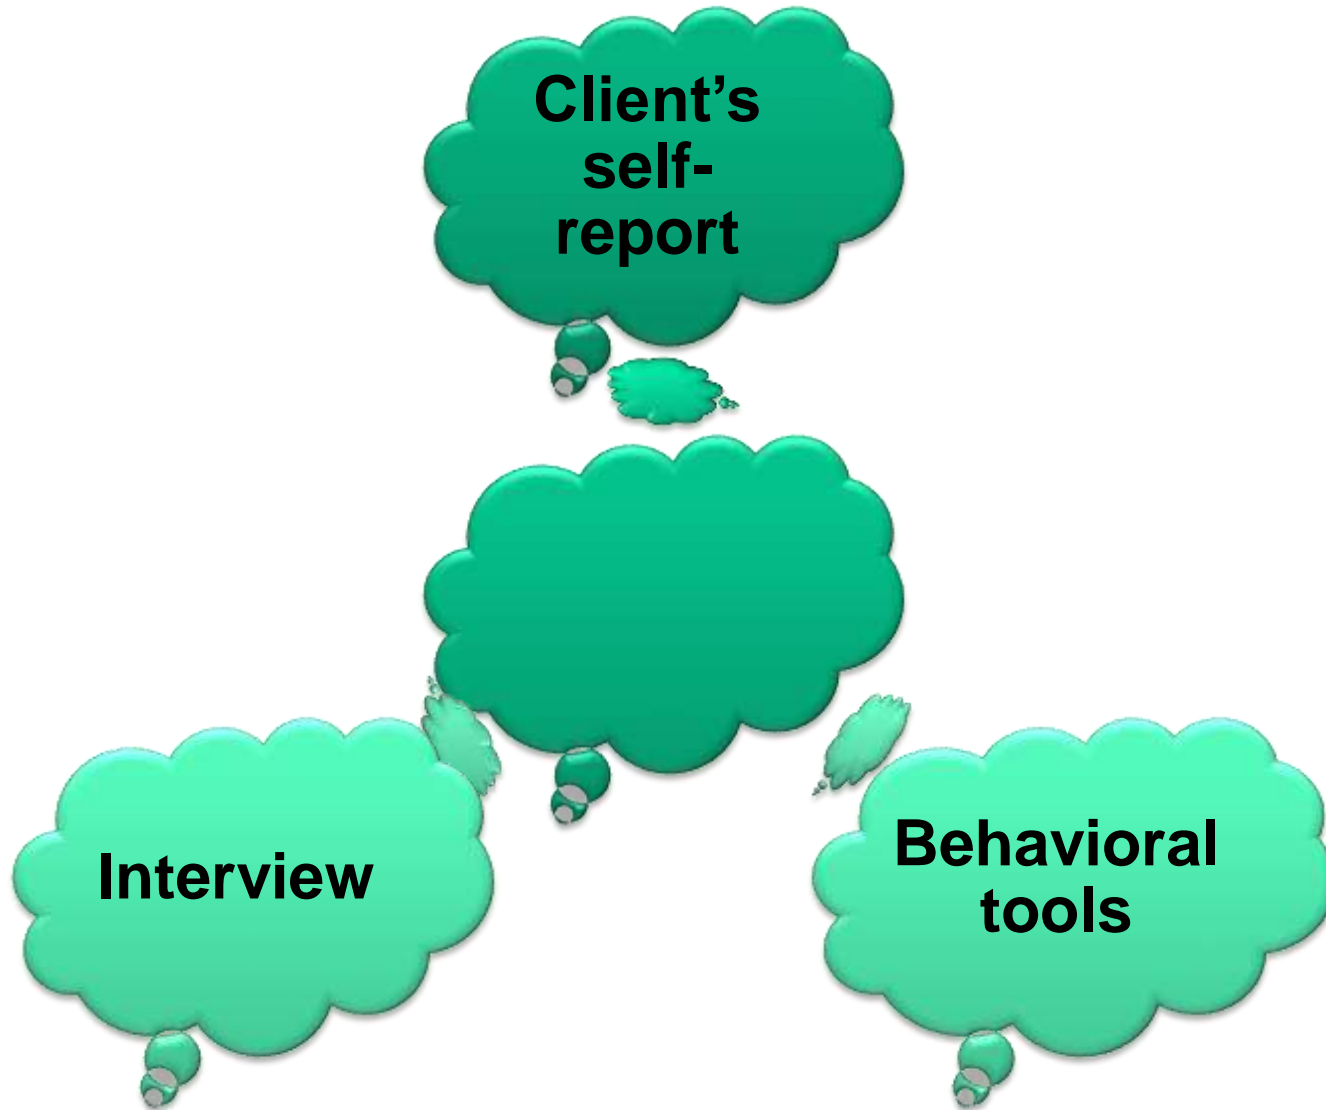 Client’s
self-
report
Interview
Behavioral
tools